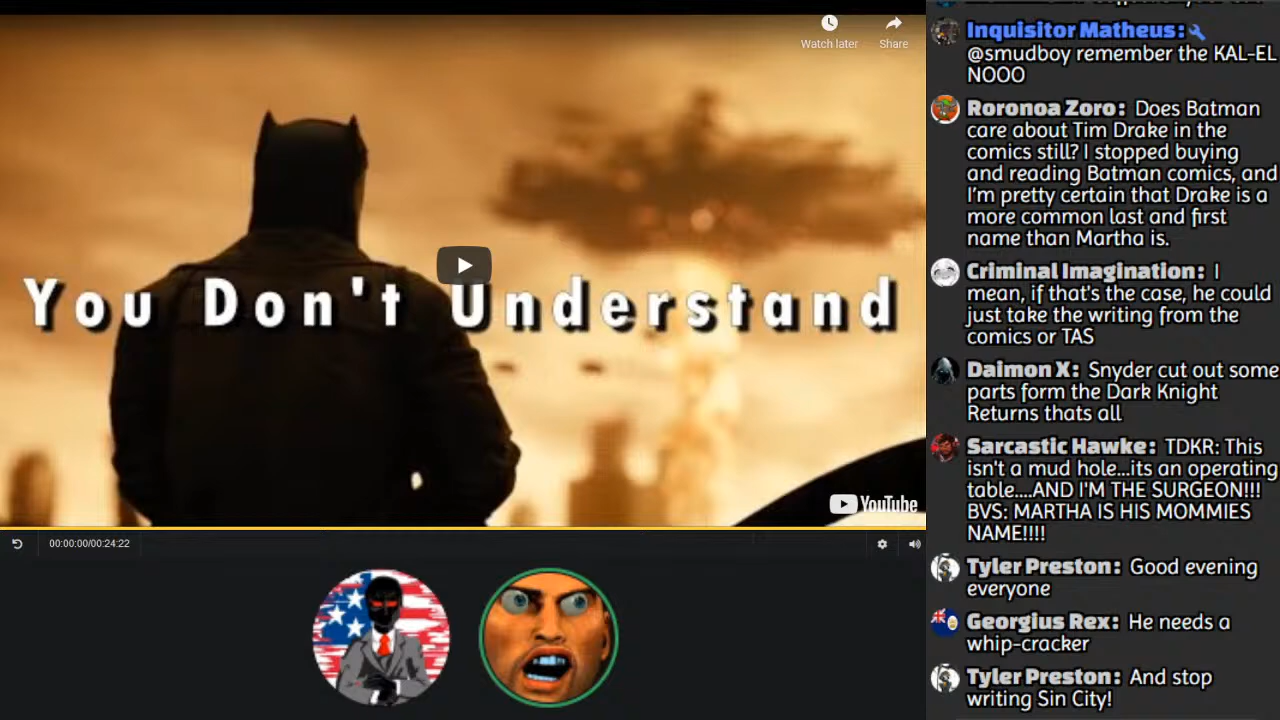 Watch later
Share
You Don't Understand
YouTube
00:00:00/00:24:22
Inquisitor Matheus:
@smudboy remember the KAL-EL
NOOO
Roronoa Zoro: Does Batman
care about Tim Drake in the
comics still? I stopped buying
and reading Batman comics, and
I'm pretty certain that Drake is a
more common last and first
name than Martha is.
Criminal Imagination: I
mean, if that's the case, he could
just take the writing from the
comics or TAS
Daimon X: Snyder cut out some
parts form the Dark Knight
Returns thats all
Sarcastic Hawke: TDKR: This
isn't a mud hole...its an operating
table....AND I'M THE SURGEON!!!
BVS: MARTHA IS HIS MOMMIES
NAME!!!!
Tyler Preston: Good evening
everyone
Georgius Rex: He needs a
whip-cracker
Tyler Preston: And stop
writing Sin City!